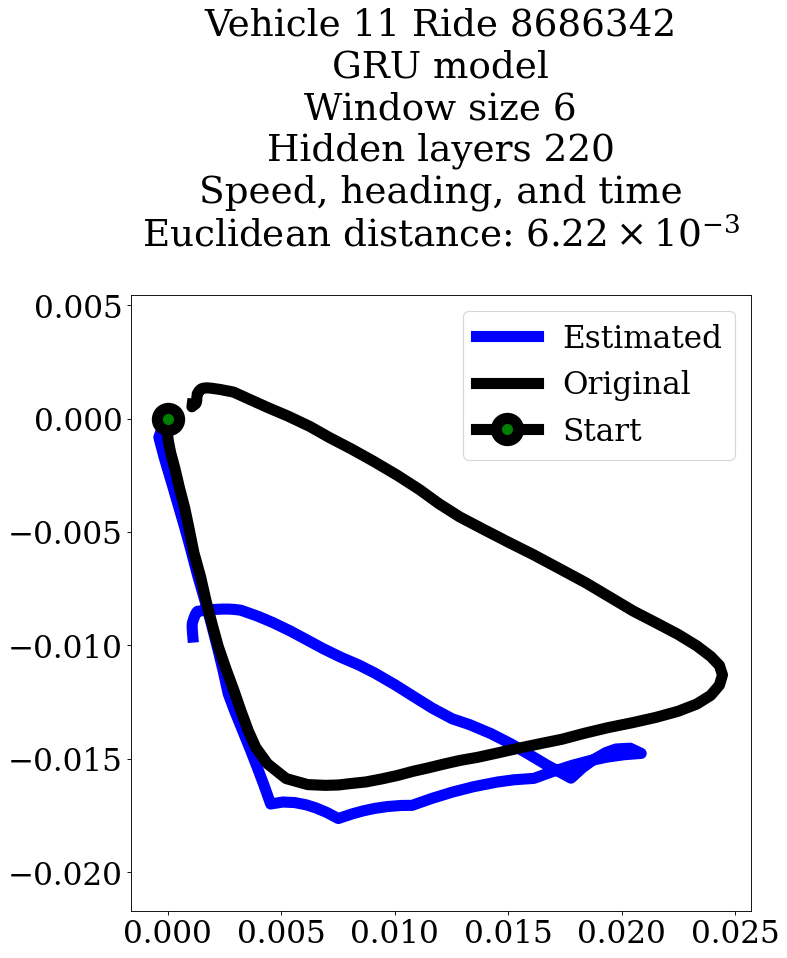 Vehicle 11 Ride 8686342
GRU model
Window size 6
Hidden layers 220
Speed, heading, and time
Euclidean distance: 6.22 × 10⁻³
0.005
0.000
−0.005
−0.010
−0.015
−0.020
Estimated
Original
Start
0.000 0.005 0.010 0.015 0.020 0.025